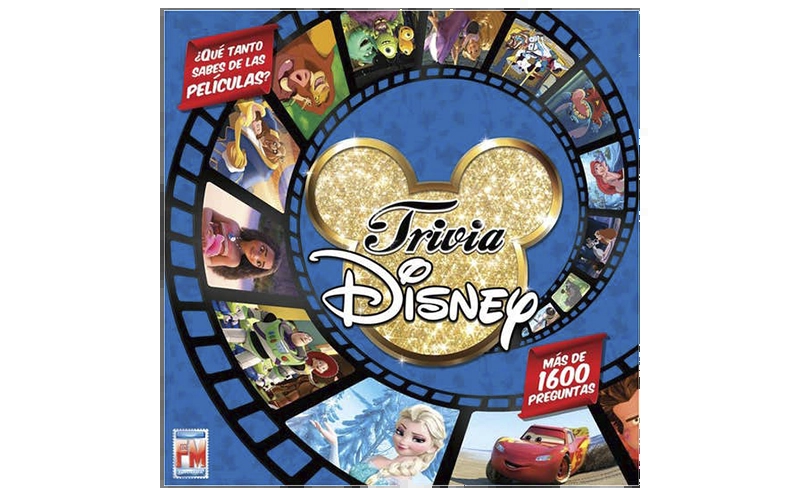 ¿QUÉ TANTO
SABES DE LAS
PELÍCULAS?
Trivia
Disney
MÁS DE
1600
PREGUNTAS
FM